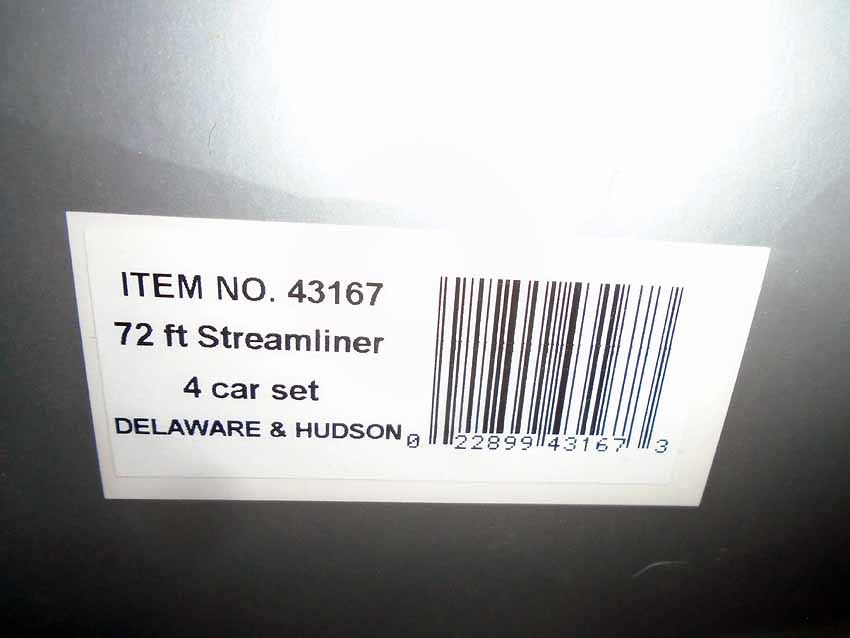 ITEM NO. 43167
72 ft Streamliner
4 car set
DELAWARE & HUDSON
0 22899 43167 3